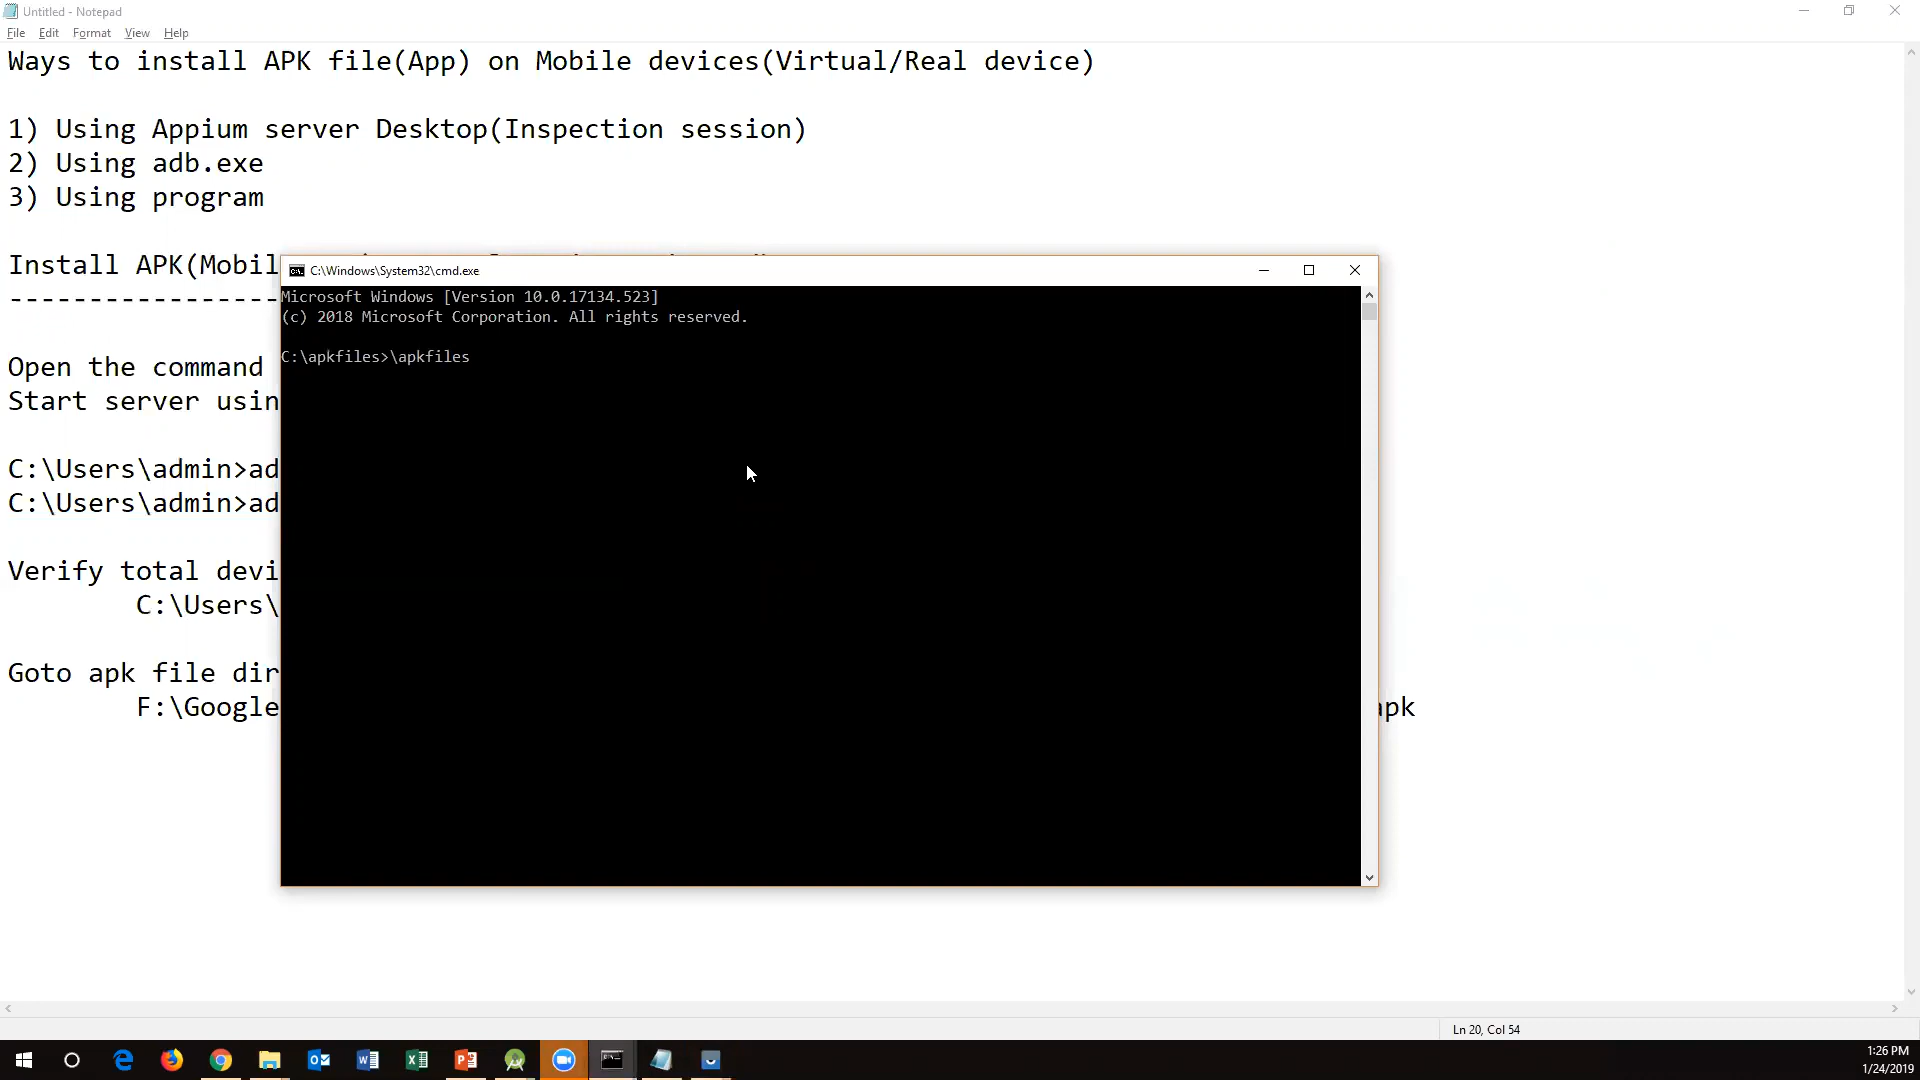 Untitled - Notepad
File Edit Format View Help
Ways to install APK file(App) on Mobile devices(Virtual/Real device)
1) Using Appium server Desktop(Inspection session)
2) Using adb.exe
3) Using program
Install APK(Mobil
-----------------
Open the command
Start server usin
C:\Users\admin>ad
C:\Users\admin>ad
Verify total devi
C:\Users\
Goto apk file dir
F:\Google
apk
C:\Windows\System32\cmd.exe
Microsoft Windows [Version 10.0.17134.523]
(c) 2018 Microsoft Corporation. All rights reserved.
C:\apkfiles>\apkfiles
Ln 20, Col 54
1:26 PM
1/24/2019